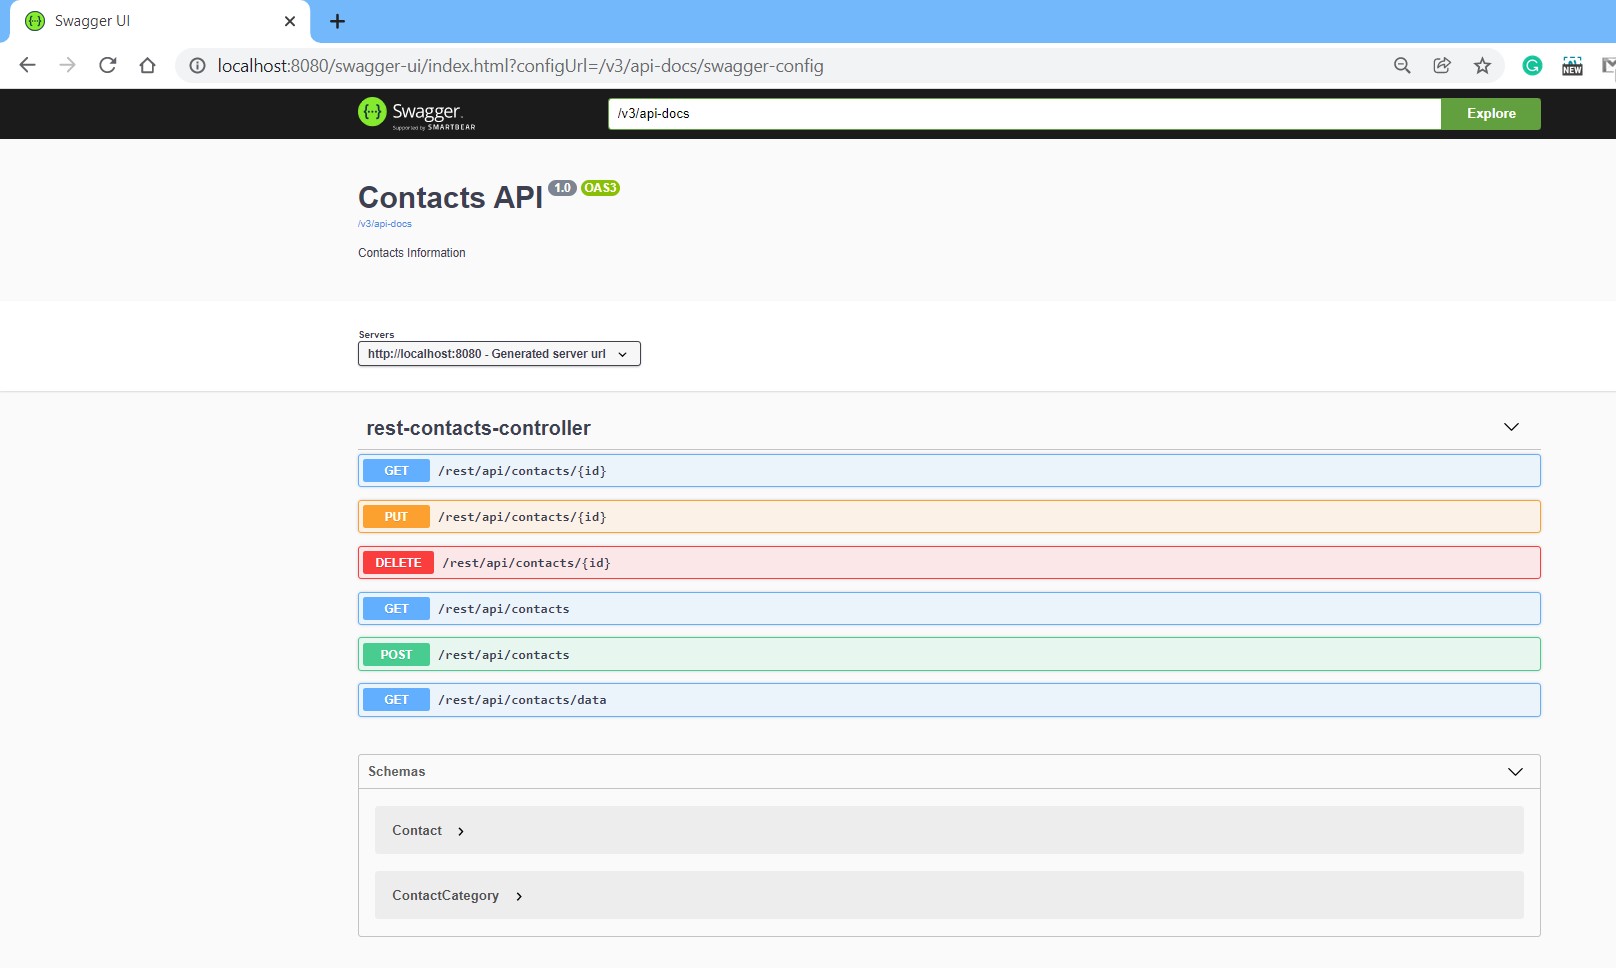 Swagger UI
localhost:8080/swagger-ui/index.html?configUrl=/v3/api-docs/swagger-config
NEW
Swagger.
Supported by SMARTBEAR
/v3/api-docs
Explore
Contacts API 1.0 OAS3
/v3/api-docs
Contacts Information
Servers
http://localhost:8080 - Generated server url
rest-contacts-controller
GET /rest/api/contacts/{id}
PUT /rest/api/contacts/{id}
DELETE /rest/api/contacts/{id}
GET /rest/api/contacts
POST /rest/api/contacts
GET /rest/api/contacts/data
Schemas
Contact
ContactCategory